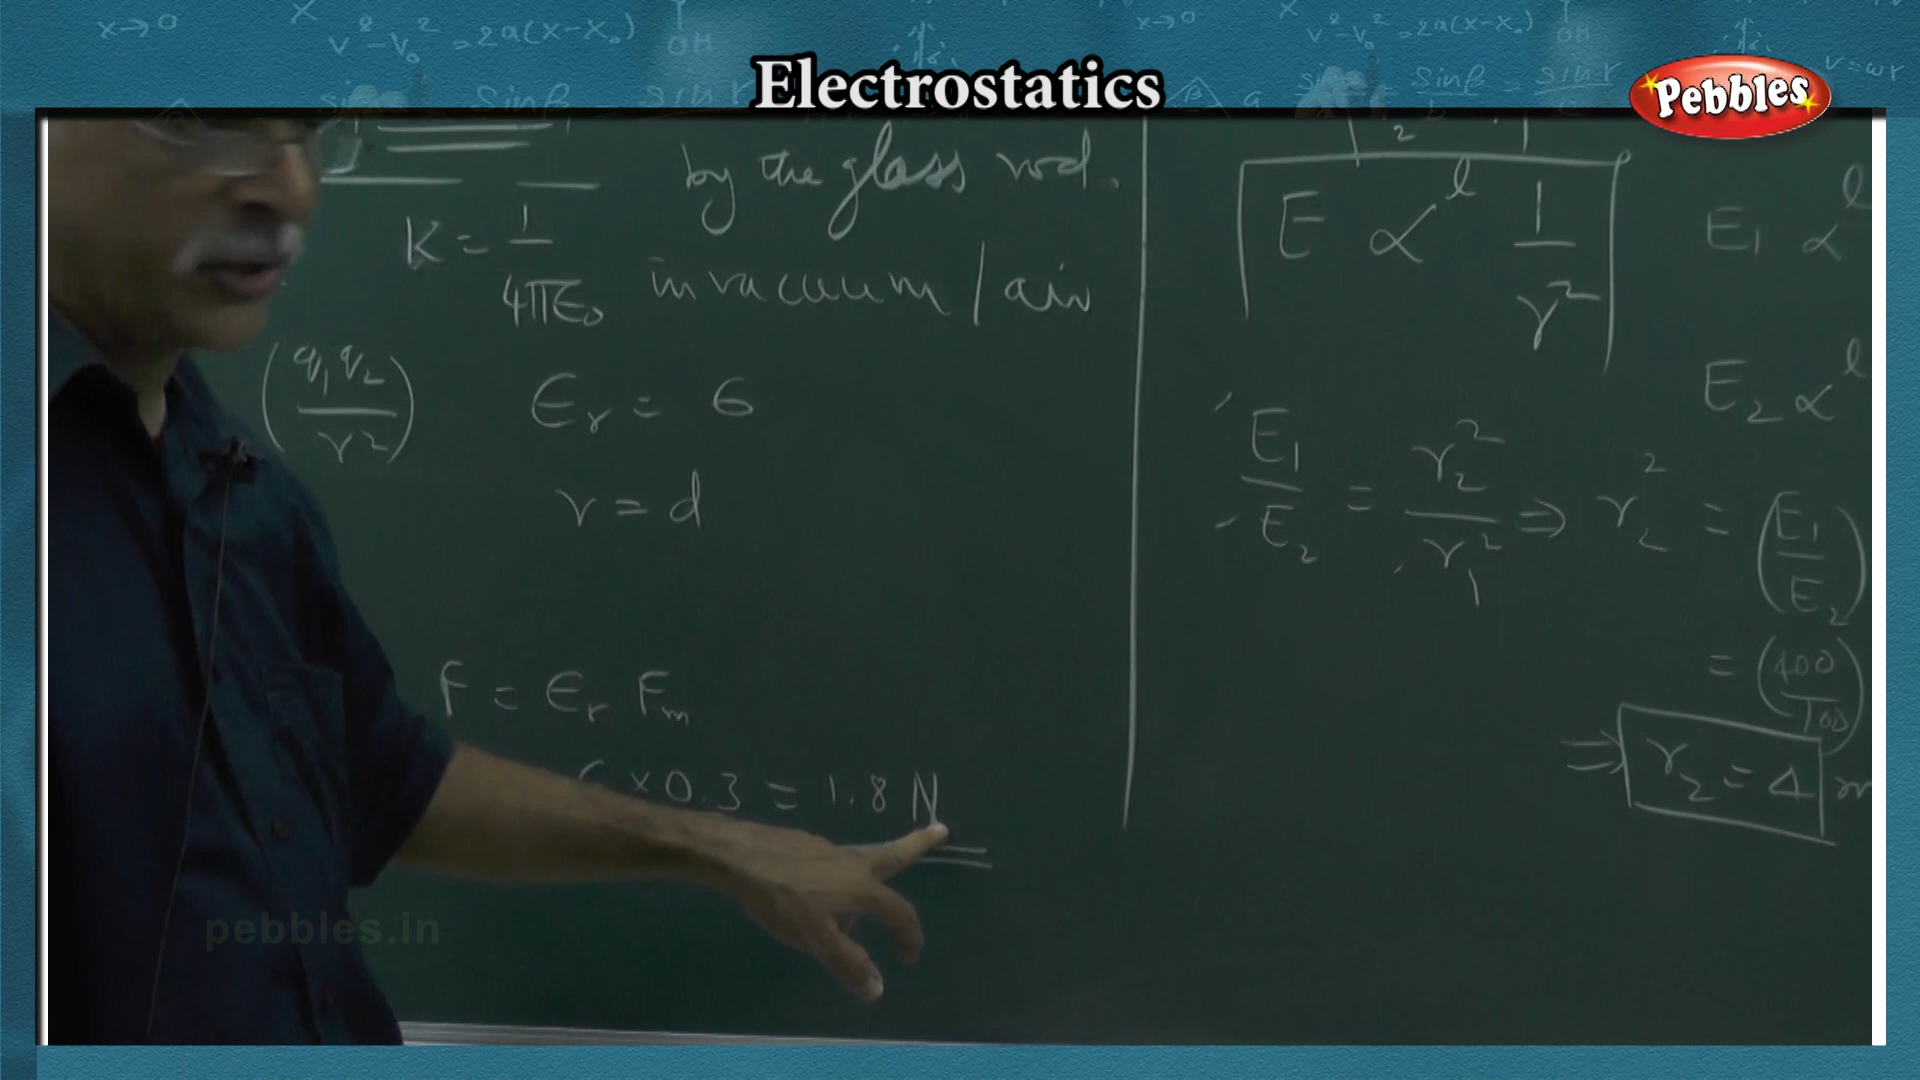 Electrostatics
Pebbles
by the glass rod.
K = 1/4πϵ₀ in vacuum / air
(q₁q₂/r²)
ϵᵣ = 6
r = d
F = ϵᵣ Fₘ
× 0.3 = 1.8 N
E ∝ˡ 1/r²
E₁ ∝ˡ
E₂ ∝ˡ
E₁/E₂ = r₂²/r₁² ⇒ r₂² = (E₁/E₂)
= (400/100)
⇒ r₂ = 4 m
pebbles.in